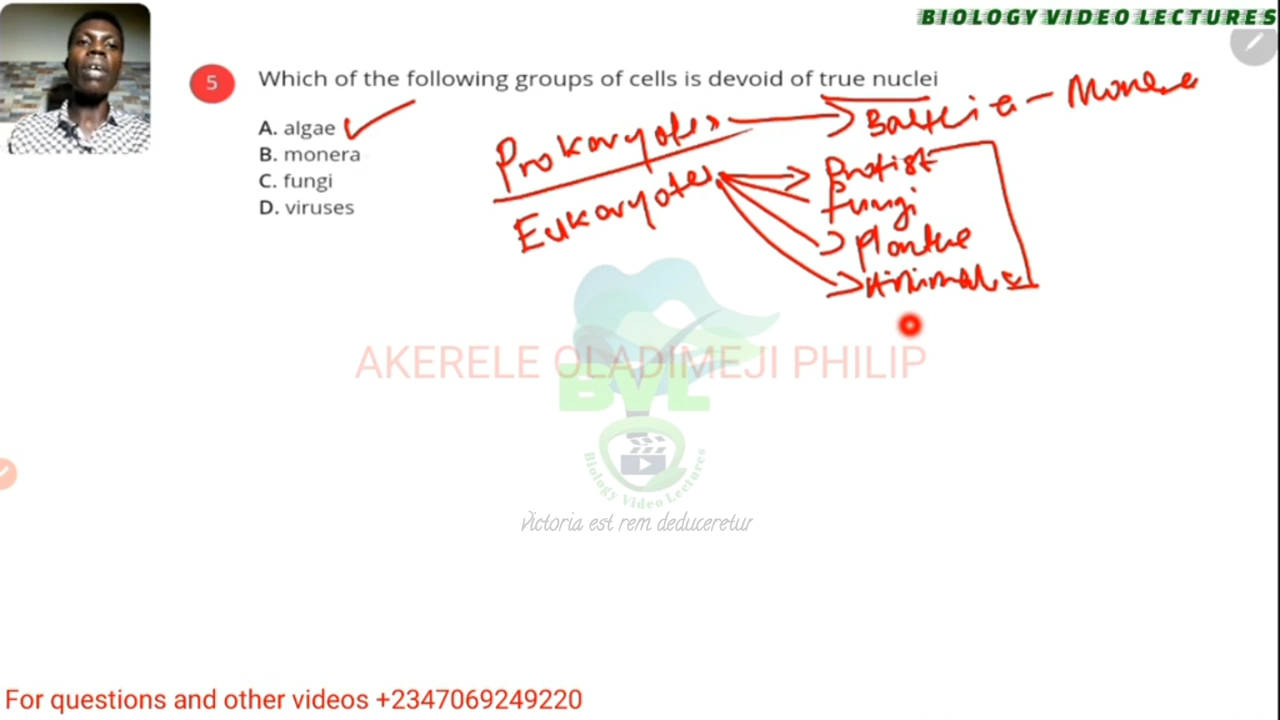 BIOLOGY VIDEO LECTURES
5 Which of the following groups of cells is devoid of true nuclei
A. algae
B. monera
C. fungi
D. viruses
Prokaryotes
Eukaryotes
Monera
Protist
fungi
Plantae
AKERELE OLADIMEJI PHILIP
BVL
Biology Video Lectures
Victoria est rem deduceretur
For questions and other videos +2347069249220